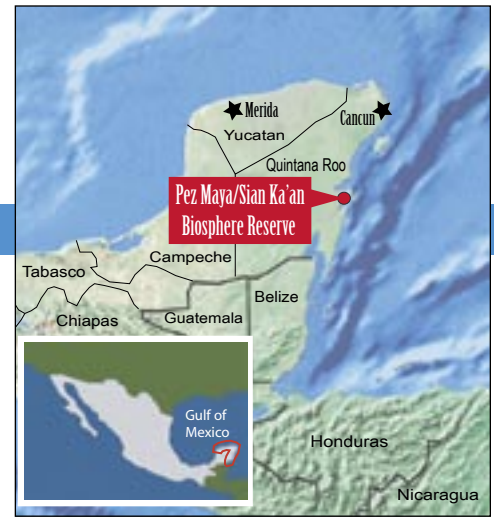 Merida
Cancun
Yucatan
Quintana Roo
Pez Maya/Sian Ka'an
Biosphere Reserve
Campeche
Tabasco
Belize
Chiapas
Guatemala
Gulf of
Mexico
Honduras
Nicaragua